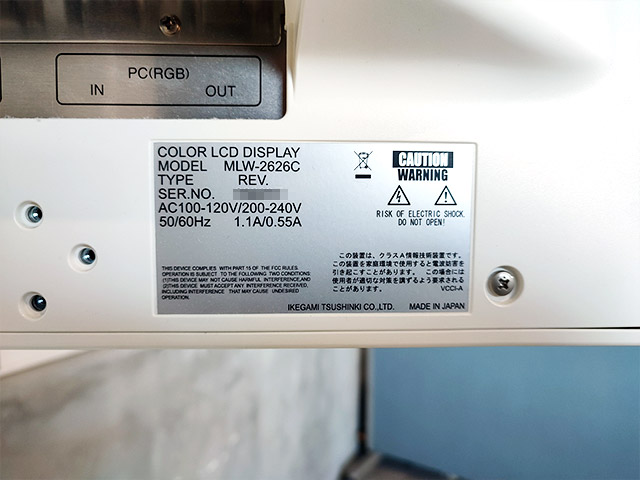 PC(RGB)
IN OUT
COLOR LCD DISPLAY
MODEL MLW-2626C
TYPE REV.
SER.NO.
AC100-120V/200-240V
50/60Hz 1.1A/0.55A
CAUTION
WARNING
RISK OF ELECTRIC SHOCK.
DO NOT OPEN!
THIS DEVICE COMPLIES WITH PART 15 OF THE FCC RULES.
OPERATION IS SUBJECT TO THE FOLLOWING TWO CONDITIONS:
(1)THIS DEVICE MAY NOT CAUSE HARMFUL INTERFERENCE,AND
(2)THIS DEVICE MUST ACCEPT ANY INTERFERENCE RECEIVED,
INCLUDING INTERFERENCE THAT MAY CAUSE UNDESIRED
OPERATION.
この装置は、クラスA情報技術装置です。
この装置を家庭環境で使用すると電波妨害を
引き起こすことがあります。 この場合には
使用者が適切な対策を講ずるよう要求される
ことがあります。
VCCI-A
IKEGAMI TSUSHINKI CO.,LTD. MADE IN JAPAN